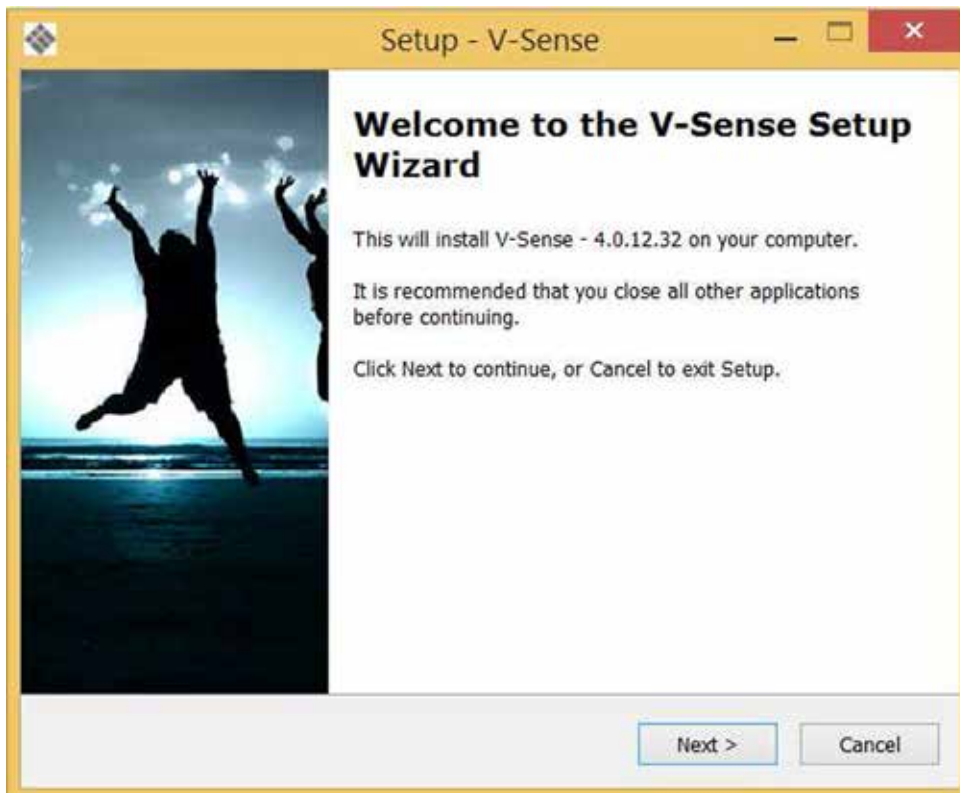 Setup - V-Sense
Welcome to the V-Sense Setup
Wizard
This will install V-Sense - 4.0.12.32 on your computer.
It is recommended that you close all other applications
before continuing.
Click Next to continue, or Cancel to exit Setup.
Next >
Cancel